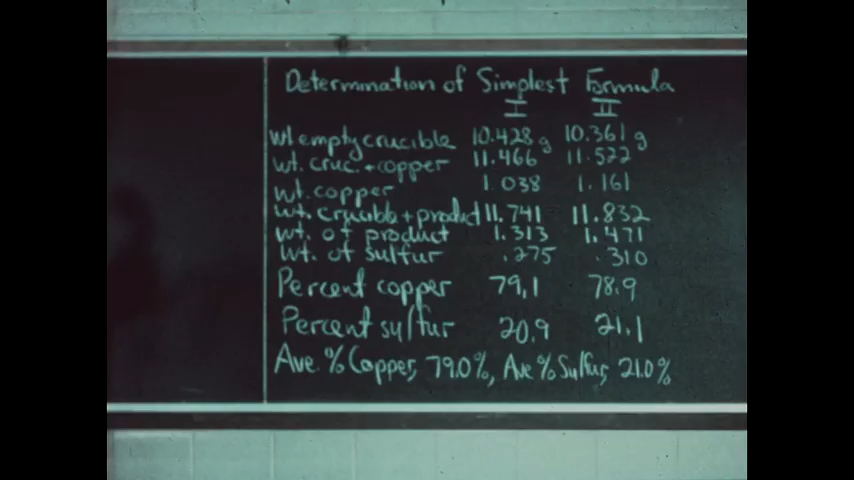 Determination of Simplest Formula
I II
wt empty crucible 10.428 g 10.361 g
wt. cruc. + copper 11.466 11.522
wt. copper 1.038 1.161
wt. crucible + product 11.741 11.832
wt. of product 1.313 1.471
wt. of sulfur .275 .310
Percent copper 79.1 78.9
Percent sulfur 20.9 21.1
Ave. % Copper, 79.0%, Ave % Sulfur, 21.0%